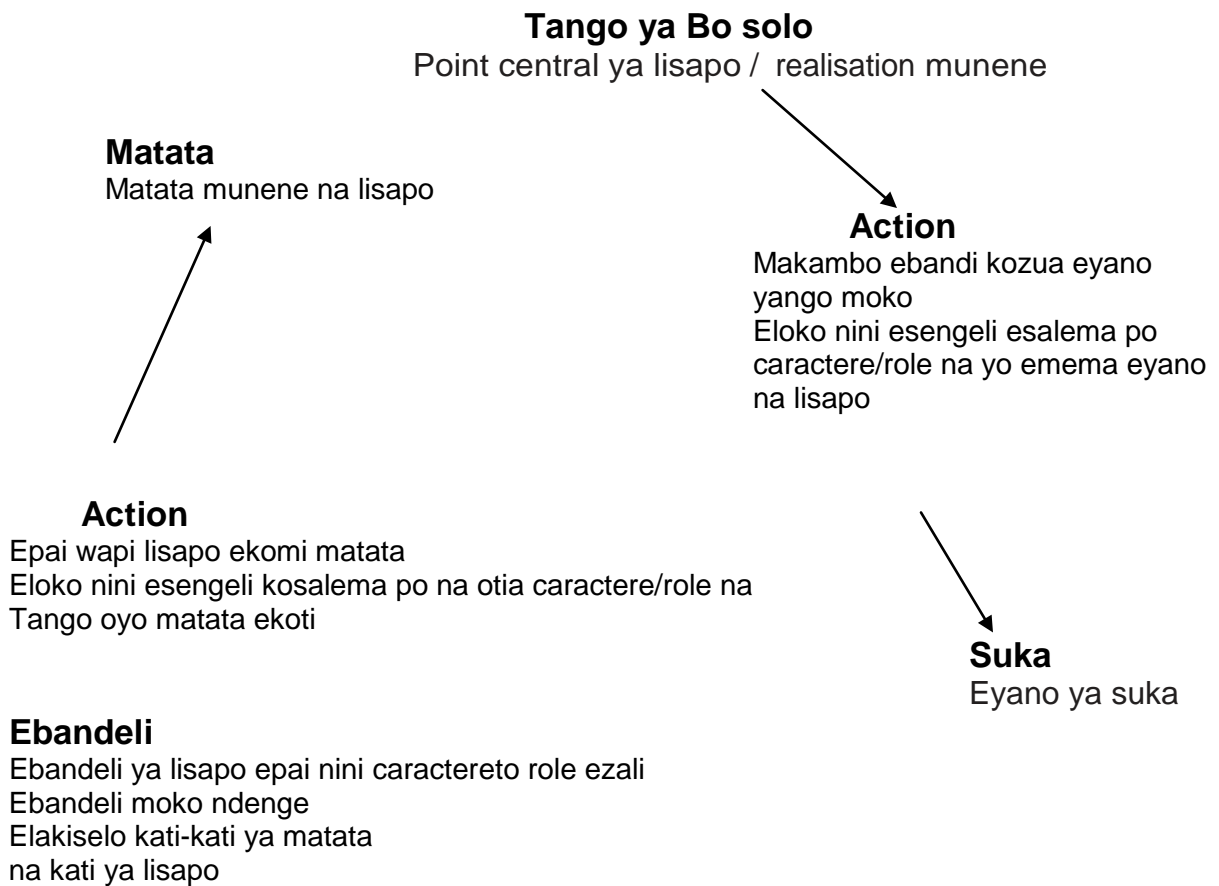 Tango ya Bo solo
Point central ya lisapo / realisation munene
Matata
Matata munene na lisapo
Action
Makambo ebandi kozua eyano
yango moko
Eloko nini esengeli esalema po
caractere/role na yo emema eyano
na lisapo
Action
Epai wapi lisapo ekomi matata
Eloko nini esengeli kosalema po na otia caractere/role na
Tango oyo matata ekoti
Suka
Eyano ya suka
Ebandeli
Ebandeli ya lisapo epai nini caractereto role ezali
Ebandeli moko ndenge
Elakiselo kati-kati ya matata
na kati ya lisapo